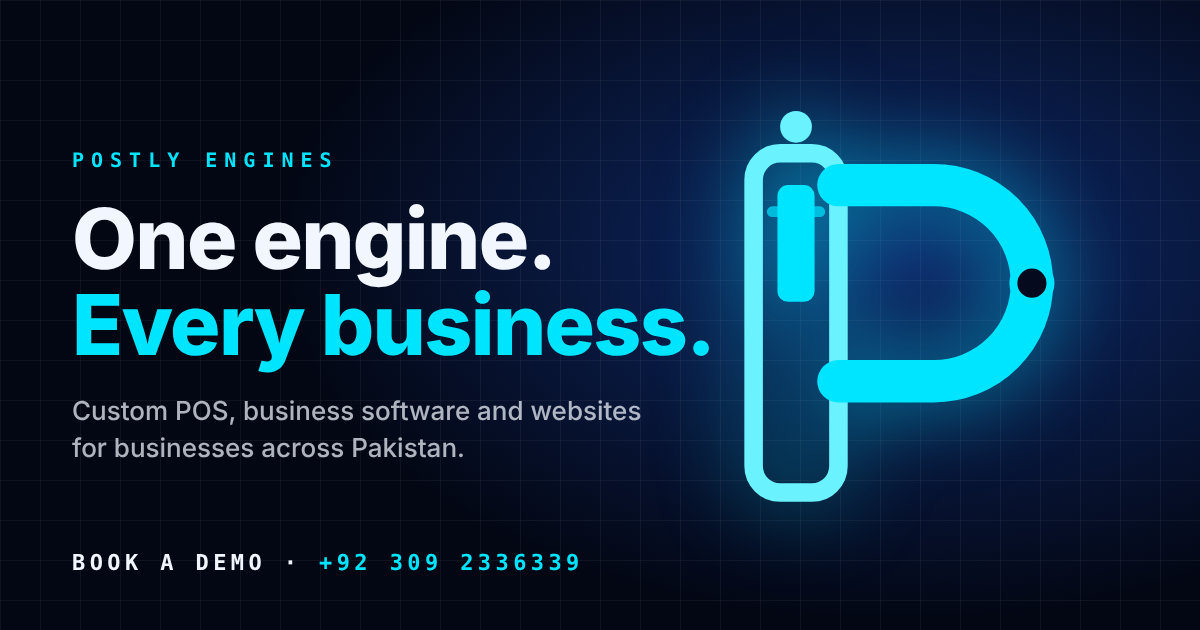 POSTLY ENGINES
One engine.
Every business.
Custom POS, business software and websites
for businesses across Pakistan.
BOOK A DEMO · +92 309 2336339